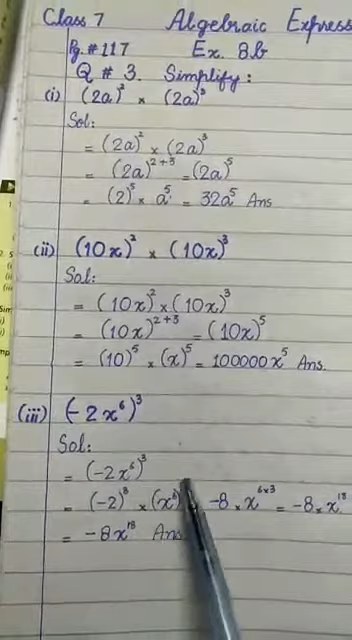 Class 7 Algebraic Express
Pg. # 117 Ex. 8.b
Q # 3. Simplify:
(i) (2a)² × (2a)³
Sol:
= (2a)² × (2a)³
= (2a)²⁺³ = (2a)⁵
= (2)⁵ × a⁵ = 32a⁵ Ans
(ii) (10x)² × (10x)³
Sol:
= (10x)² × (10x)³
= (10x)²⁺³ = (10x)⁵
= (10)⁵ × (x)⁵ = 100000x⁵ Ans.
(iii) (-2x⁶)³
Sol:
= (-2x⁶)³
= (-2)³ × (x⁶) -8 × x⁶ˣ³ = -8 × x¹⁸
= -8x¹⁸ Ans